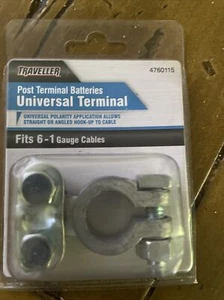 TRAVELLER
4760115
Post Terminal Batteries
Universal Terminal
UNIVERSAL POLARITY APPLICATION ALLOWS
STRAIGHT OR ANGLED HOOK-UP TO CABLE
Fits 6-1 Gauge Cables